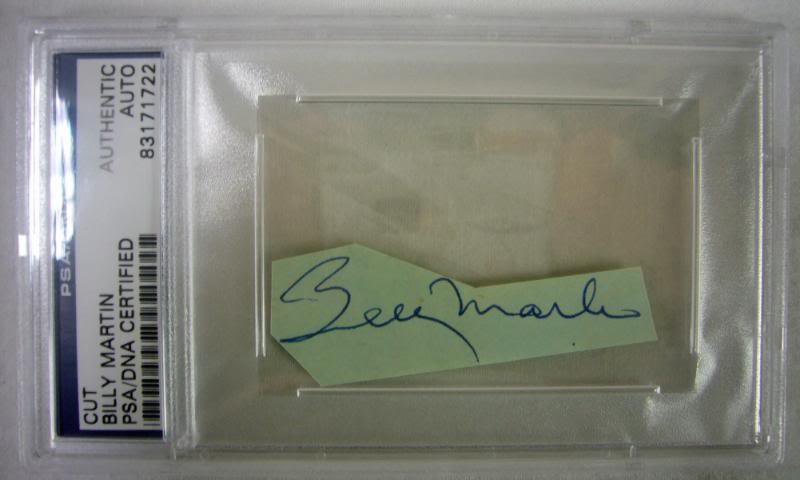 CUT
BILLY MARTIN
PSA/DNA CERTIFIED
AUTHENTIC
AUTO
83171722
PSA
Billy Martin